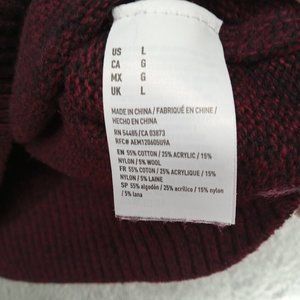 US L
CA G
MX G
UK L
MADE IN CHINA / FABRIQUÉ EN CHINE /
HECHO EN CHINA
RN 54485/CA 03873
RFC# AEM120605U9A
EN 55% COTTON / 25% ACRYLIC / 15%
NYLON / 5% WOOL
FR 55% COTON / 25% ACRYLIQUE / 15%
NYLON / 5% LAINE
SP 55% algodón / 25% acrílico / 15% nylon
/ 5% lana